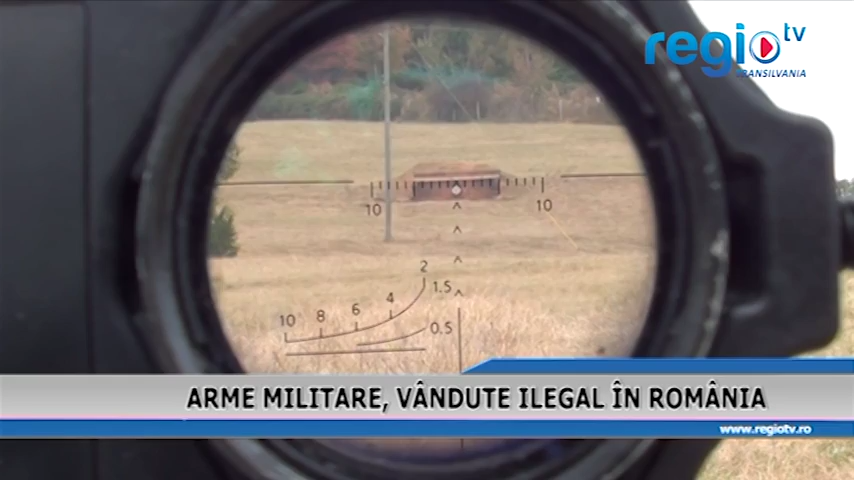 regio tv
TRANSILVANIA
10 10
2
1.5
10 8 6 4
0.5
ARME MILITARE, VÂNDUTE ILEGAL ÎN ROMÂNIA
www.regiotv.ro